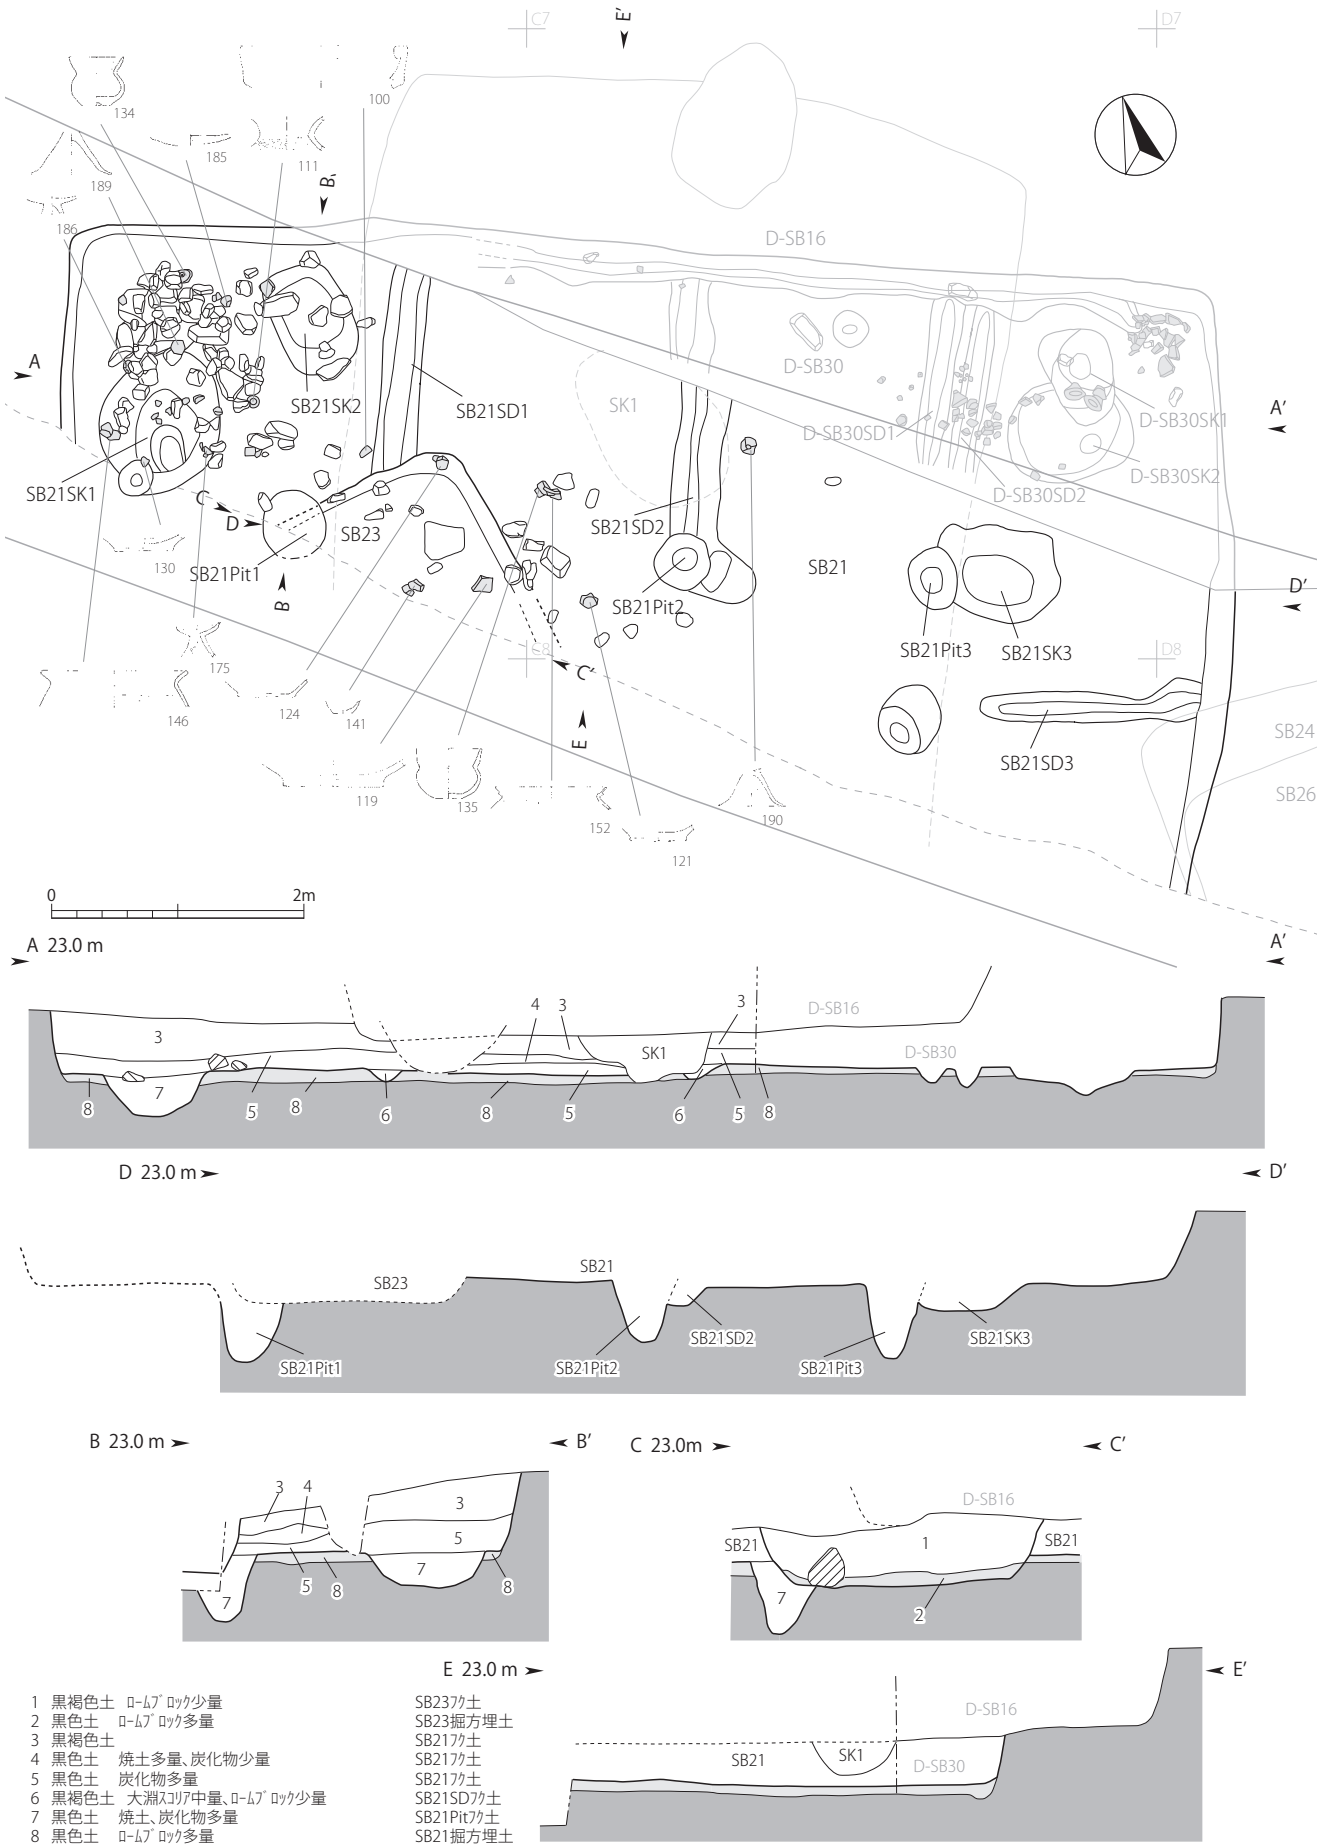 C7
D7
E'
134
185
111
100
189
186
B'
D-SB16
A
D-SB30
SK1
SB21SK2
SB21SD1
D-SB30SD1
D-SB30SK1
A'
D-SB30SK2
SB21SK1
C
D
SB23
SB21SD2
D-SB30SD2
SB21
SB21Pit1
B
130
SB21Pit2
D'
SB21Pit3
SB21SK3
175
C8
C'
D8
146
124
141
E
SB24
SB21SD3
SB26
119
135
152
121
190
0 2m
A 23.0 m
A'
3
4
3
3
D-SB16
SK1
D-SB30
8
7
5
8
6
8
5
6
5
8
D 23.0 m
D'
SB23
SB21
SB21Pit1
SB21Pit2
SB21SD2
SB21Pit3
SB21SK3
B 23.0 m
B'
C 23.0m
C'
3
4
3
5
7
7
5
8
8
D-SB16
SB21
1
SB21
7
2
E 23.0 m
E'
D-SB16
SB21
SK1
D-SB30
1 黒褐色土 ロームブロック少量 SB23フク土
2 黒色土 ロームブロック多量 SB23掘方埋土
3 黒褐色土 SB21フク土
4 黒色土 焼土多量、炭化物少量 SB21フク土
5 黒色土 炭化物多量 SB21フク土
6 黒褐色土 大淵スコリア中量、ロームブロック少量 SB21SDフク土
7 黒色土 焼土、炭化物多量 SB21Pitフク土
8 黒色土 ロームブロック多量 SB21掘方埋土